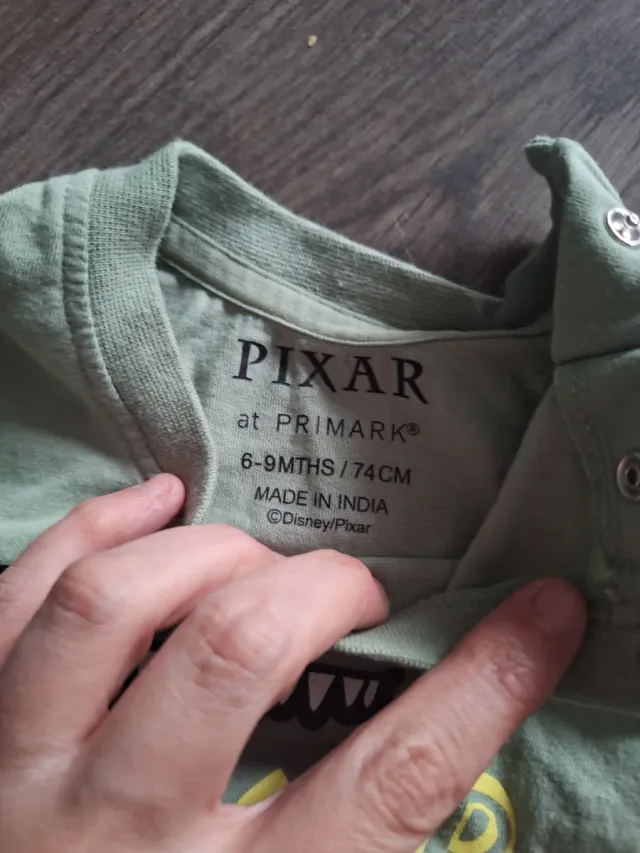 PIXAR
at PRIMARK®
6-9MTHS / 74CM
MADE IN INDIA
©Disney/Pixar